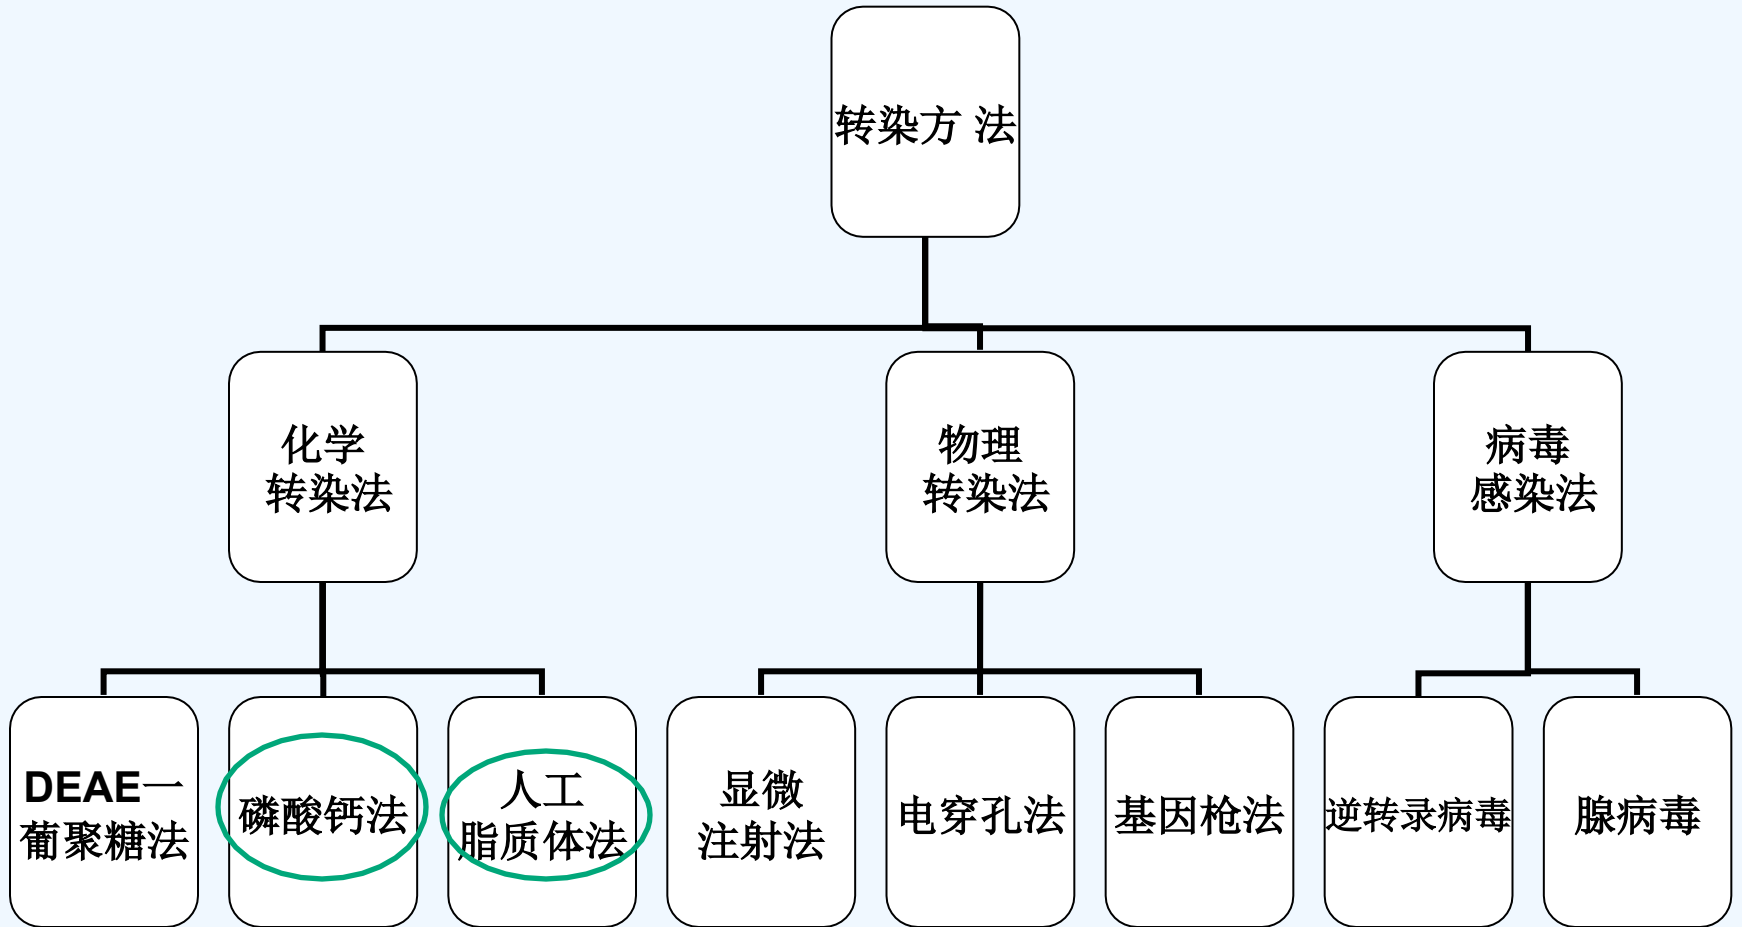 转染方 法
化学
转染法
物理
转染法
病毒
感染法
DEAE一
葡聚糖法
磷酸钙法
人工
脂质体法
显微
注射法
电穿孔法
基因枪法
逆转录病毒
腺病毒